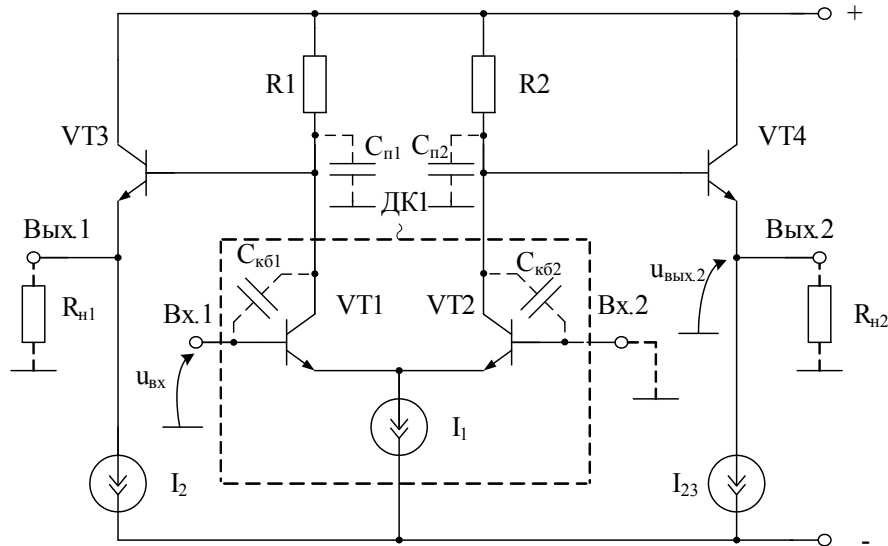 +
R1
R2
VT3
Cп1
Cп2
VT4
ДК1
Вых.1
Вых.2
Cкб1
Cкб2
uвых.2
Rн1
Вх.1
VT1
VT2
Вх.2
Rн2
uвх
I1
I2
I23
-